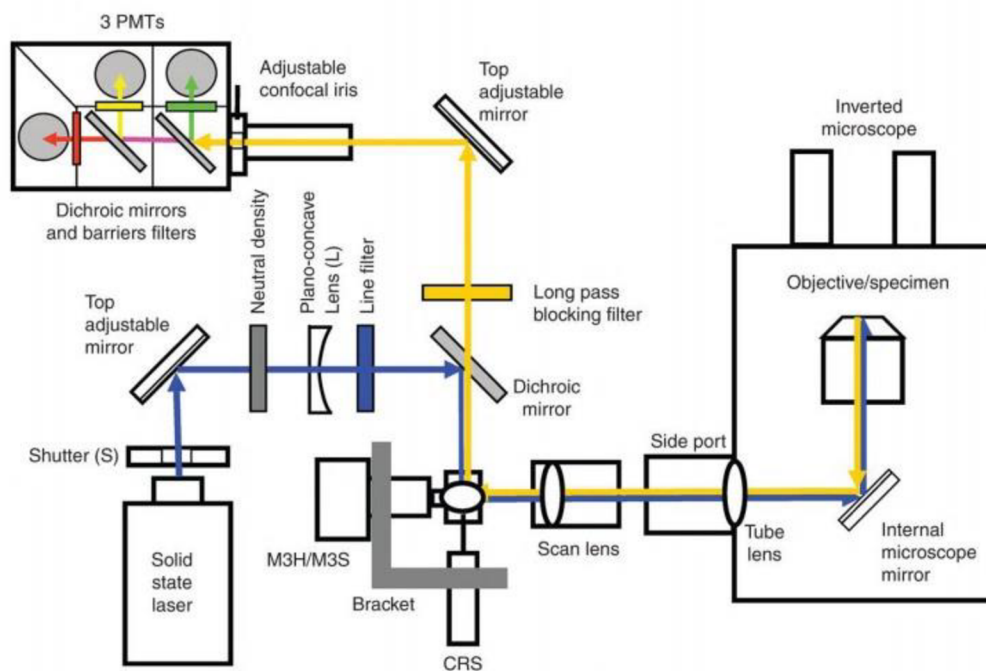 3 PMTs
Adjustable
confocal iris
Top
adjustable
mirror
Inverted
microscope
Dichroic mirrors
and barriers filters
Neutral density
Plano-concave
Lens (L)
Line filter
Long pass
blocking filter
Objective/specimen
Top
adjustable
mirror
Dichroic
mirror
Shutter (S)
Side port
Solid
state
laser
M3H/M3S
Bracket
CRS
Scan lens
Tube
lens
Internal
microscope
mirror